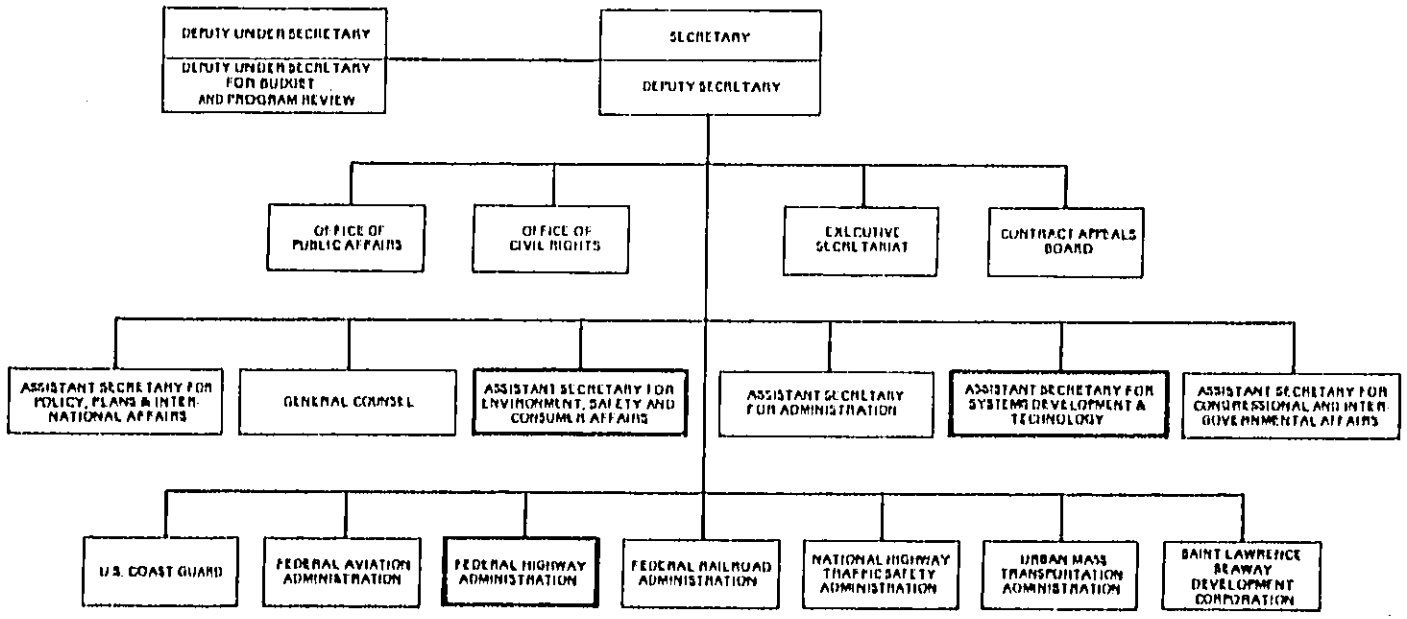 DEPUTY UNDER SECRETARY
DEPUTY UNDER SECRETARY
FOR BUDGET
AND PROGRAM REVIEW
SECRETARY
DEPUTY SECRETARY
OFFICE OF
PUBLIC AFFAIRS
OFFICE OF
CIVIL RIGHTS
EXECUTIVE
SECRETARIAT
CONTRACT APPEALS
BOARD
ASSISTANT SECRETARY FOR
POLICY, PLANS & INTER-
NATIONAL AFFAIRS
GENERAL COUNSEL
ASSISTANT SECRETARY FOR
ENVIRONMENT, SAFETY AND
CONSUMER AFFAIRS
ASSISTANT SECRETARY
FOR ADMINISTRATION
ASSISTANT SECRETARY FOR
SYSTEMS DEVELOPMENT &
TECHNOLOGY
ASSISTANT SECRETARY FOR
CONGRESSIONAL AND INTER-
GOVERNMENTAL AFFAIRS
U.S. COAST GUARD
FEDERAL AVIATION
ADMINISTRATION
FEDERAL HIGHWAY
ADMINISTRATION
FEDERAL RAILROAD
ADMINISTRATION
NATIONAL HIGHWAY
TRAFFIC SAFETY
ADMINISTRATION
URBAN MASS
TRANSPORTATION
ADMINISTRATION
SAINT LAWRENCE
SEAWAY
DEVELOPMENT
CORPORATION